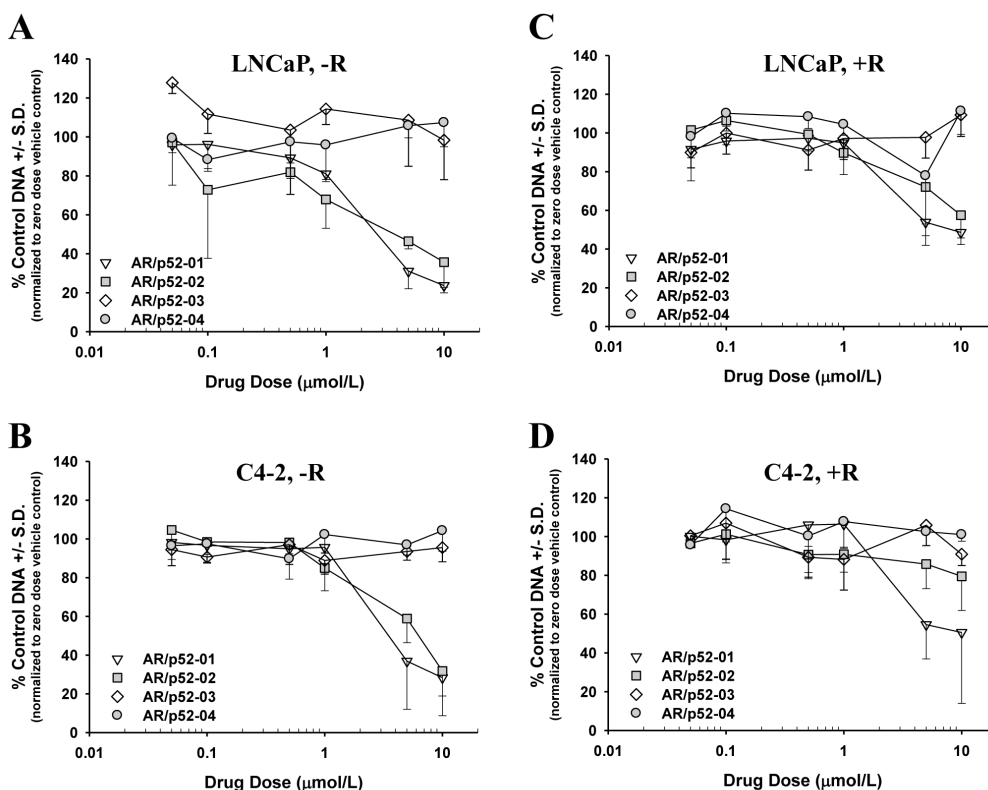 A
LNCaP, -R
% Control DNA +/- S.D.
(normalized to zero dose vehicle control)
140
120
100
80
60
40
20
0
AR/p52-01
AR/p52-02
AR/p52-03
AR/p52-04
0.01
0.1
1
10
Drug Dose (μmol/L)
C
LNCaP, +R
% Control DNA +/- S.D.
(normalized to zero dose vehicle control)
140
120
100
80
60
40
20
0
AR/p52-01
AR/p52-02
AR/p52-03
AR/p52-04
0.01
0.1
1
10
Drug Dose (μmol/L)
B
C4-2, -R
% Control DNA +/- S.D.
(normalized to zero dose vehicle control)
140
120
100
80
60
40
20
0
AR/p52-01
AR/p52-02
AR/p52-03
AR/p52-04
0.01
0.1
1
10
Drug Dose (μmol/L)
D
C4-2, +R
% Control DNA +/- S.D.
(normalized to zero dose vehicle control)
140
120
100
80
60
40
20
0
AR/p52-01
AR/p52-02
AR/p52-03
AR/p52-04
0.01
0.1
1
10
Drug Dose (μmol/L)